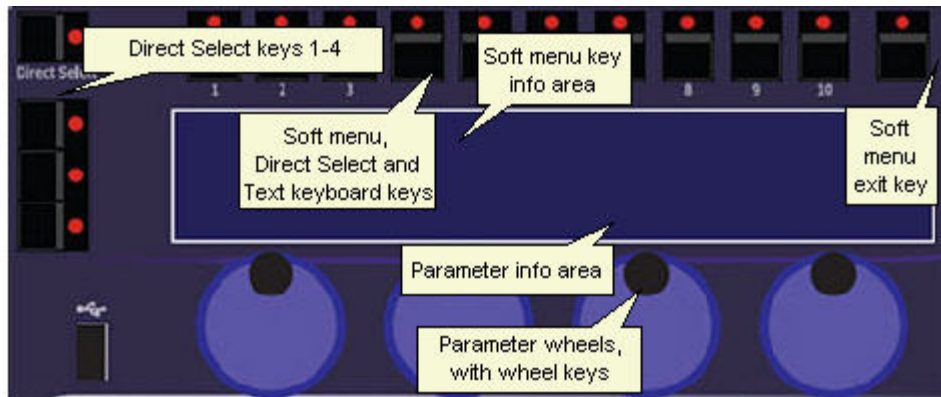 Direct Select keys 1-4
Soft menu key
info area
Direct Select
1 2 3 8 9 10
Soft menu,
Direct Select and
Text keyboard keys
Soft
menu
exit key
Parameter info area
Parameter wheels,
with wheel keys